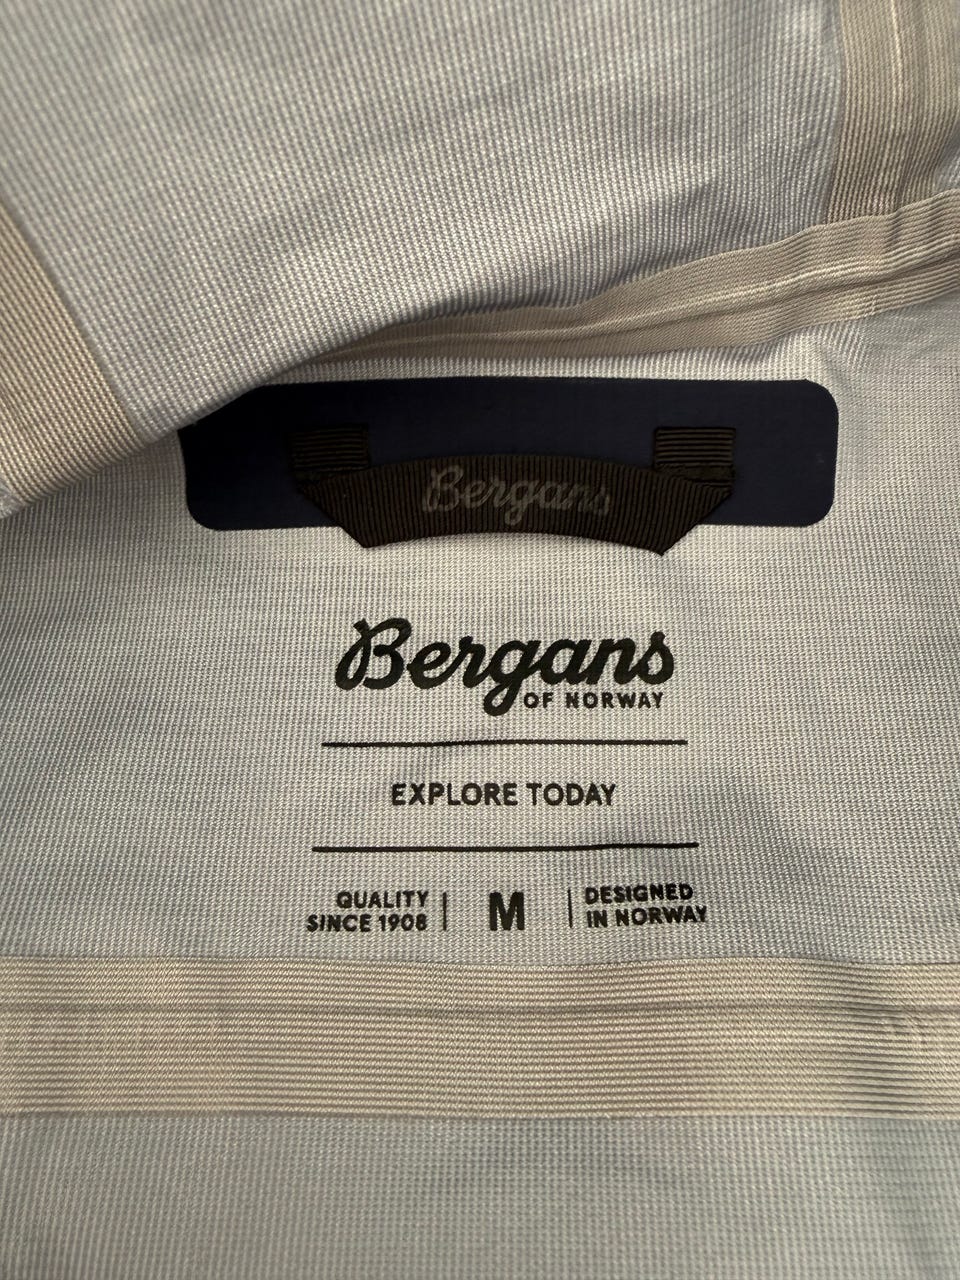 Bergans
Bergans
OF NORWAY
EXPLORE TODAY
QUALITY
SINCE 1908
M
DESIGNED
IN NORWAY